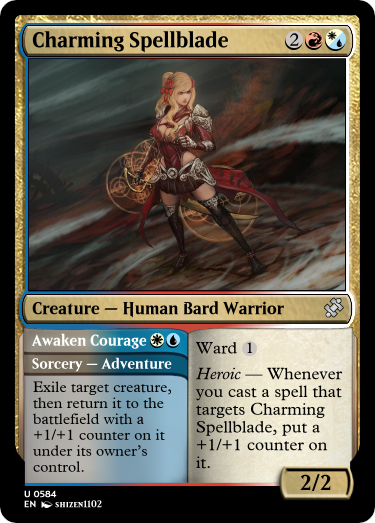 Charming Spellblade 2
Creature — Human Bard Warrior
Awaken Courage
Sorcery — Adventure
Exile target creature,
then return it to the
battlefield with a
+1/+1 counter on it
under its owner's
control.
Ward 1
Heroic — Whenever
you cast a spell that
targets Charming
Spellblade, put a
+1/+1 counter on
it.
2/2
U 0584
EN SHIZEN1102